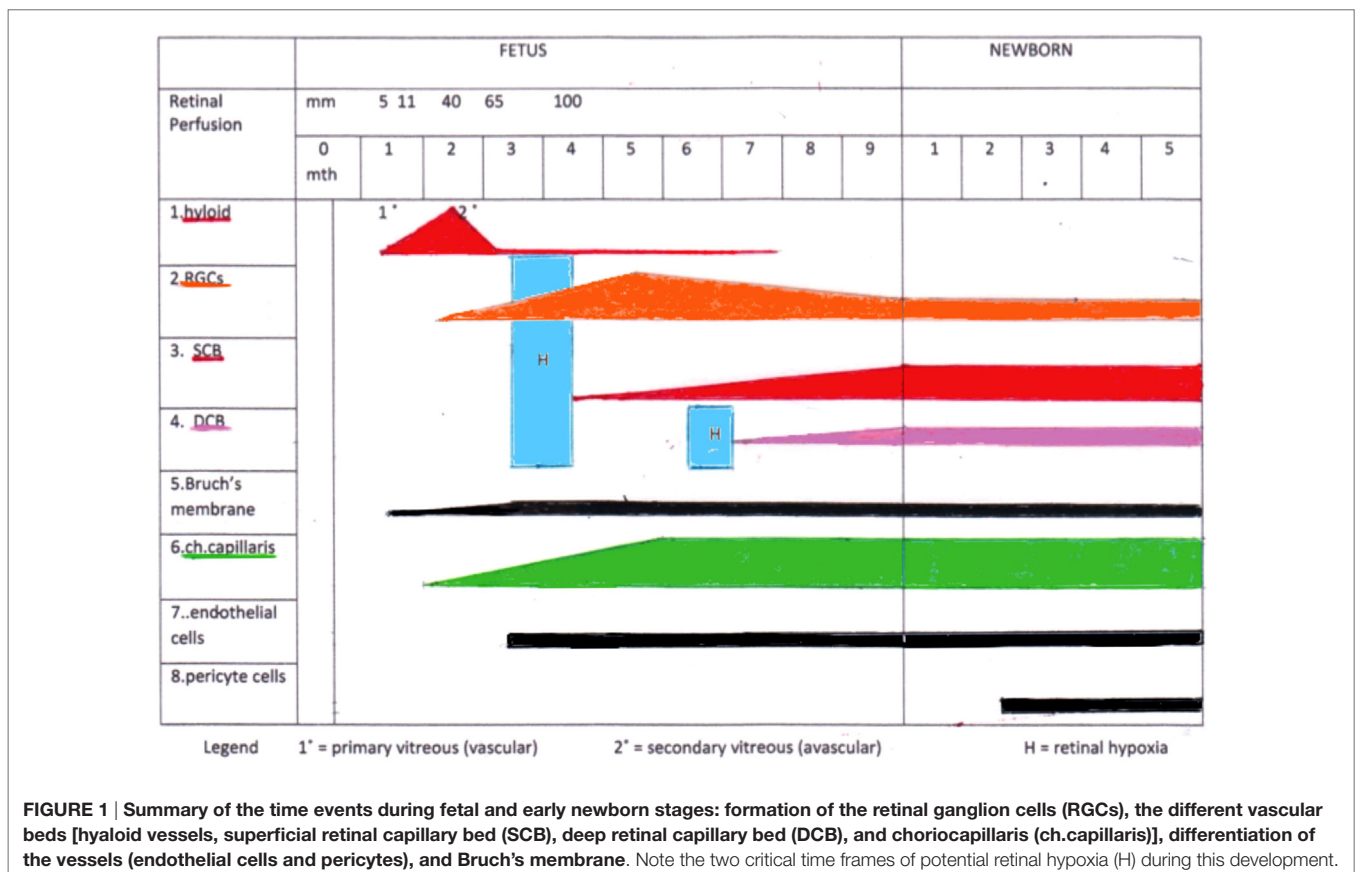 FETUS NEWBORN
Retinal Perfusion mm 5 11 40 65 100
0 mth 1 2 3 4 5 6 7 8 9 1 2 3 4 5
1.hyloid 1° 2°
2.RGCs
3. SCB H
4. DCB H
5.Bruch's
membrane
6.ch.capillaris
7..endothelial
cells
8.pericyte cells
Legend 1° = primary vitreous (vascular) 2° = secondary vitreous (avascular) H = retinal hypoxia
FIGURE 1 | Summary of the time events during fetal and early newborn stages: formation of the retinal ganglion cells (RGCs), the different vascular
beds [hyaloid vessels, superficial retinal capillary bed (SCB), deep retinal capillary bed (DCB), and choriocapillaris (ch.capillaris)], differentiation of
the vessels (endothelial cells and pericytes), and Bruch's membrane. Note the two critical time frames of potential retinal hypoxia (H) during this development.